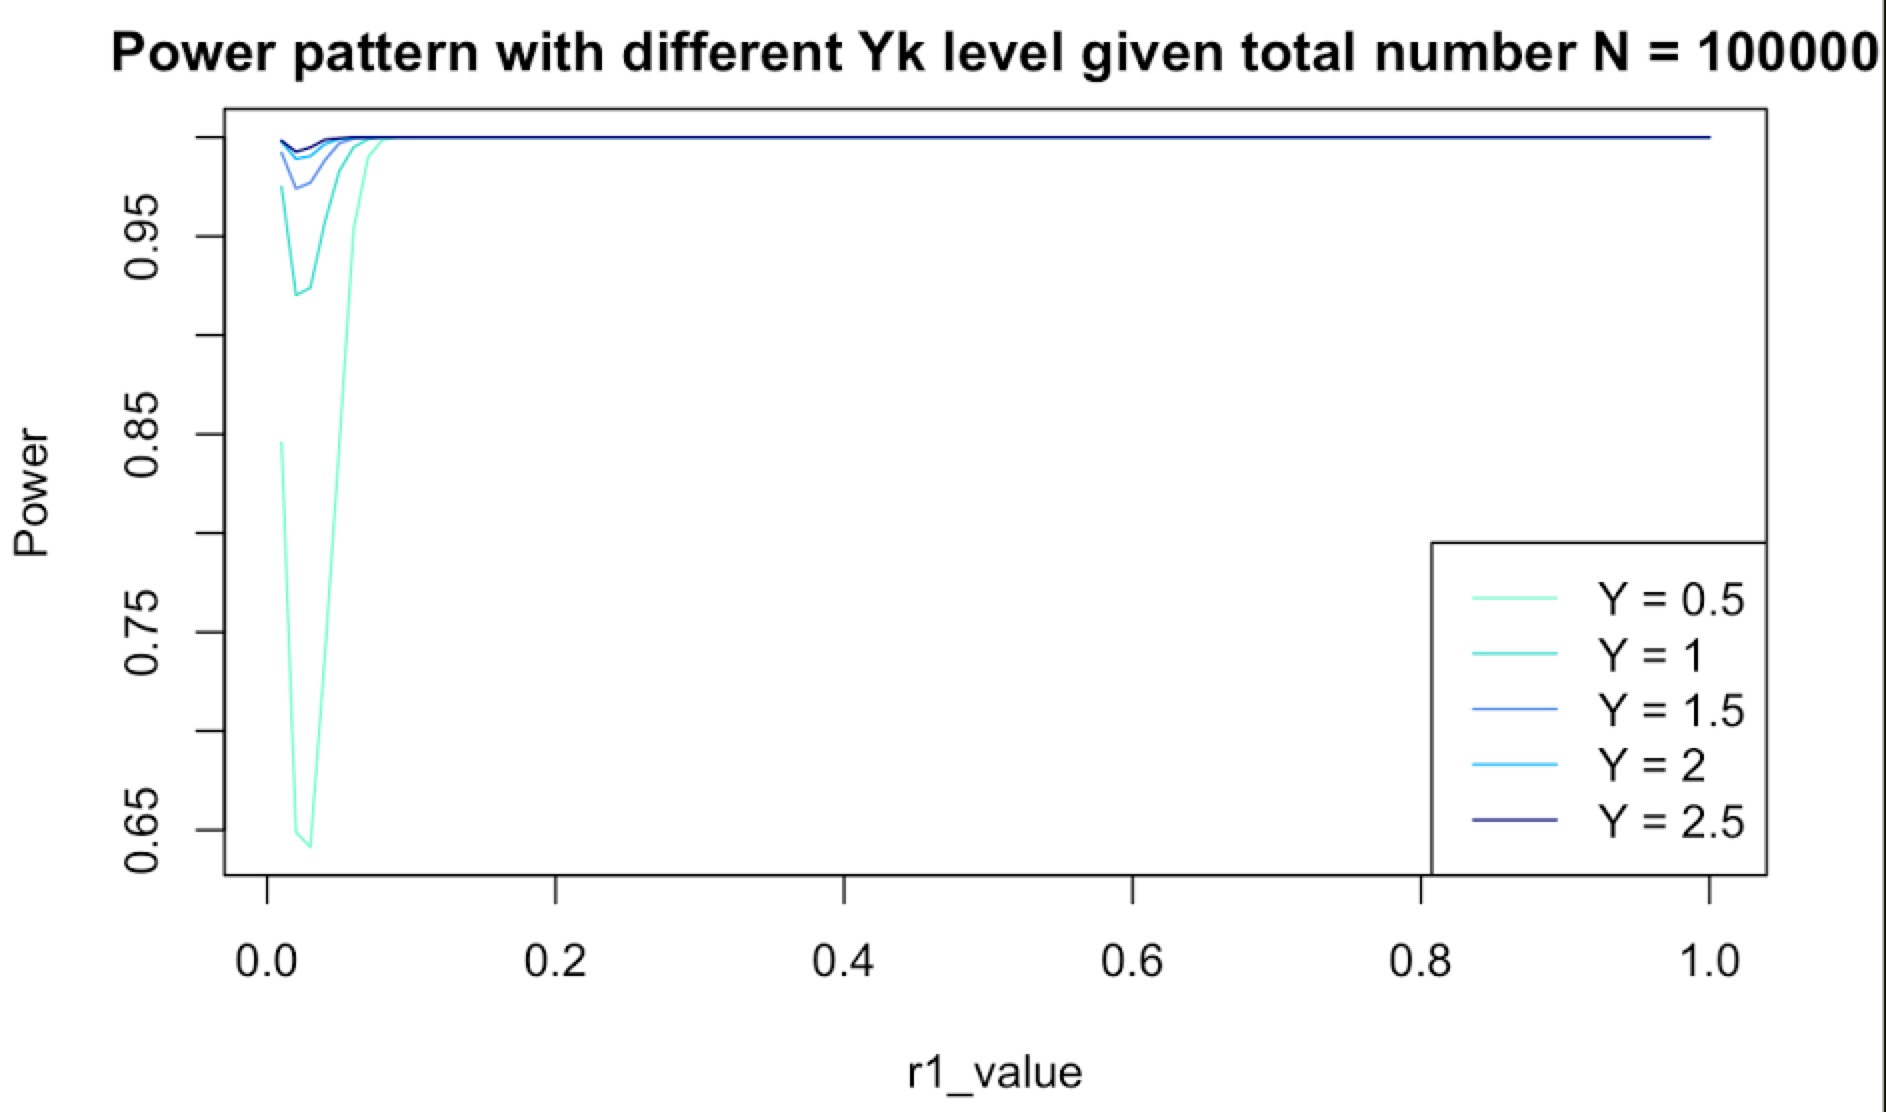 Power pattern with different Yk level given total number N = 100000
Power
0.95
0.85
0.75
0.65
Y = 0.5
Y = 1
Y = 1.5
Y = 2
Y = 2.5
0.0 0.2 0.4 0.6 0.8 1.0
r1_value